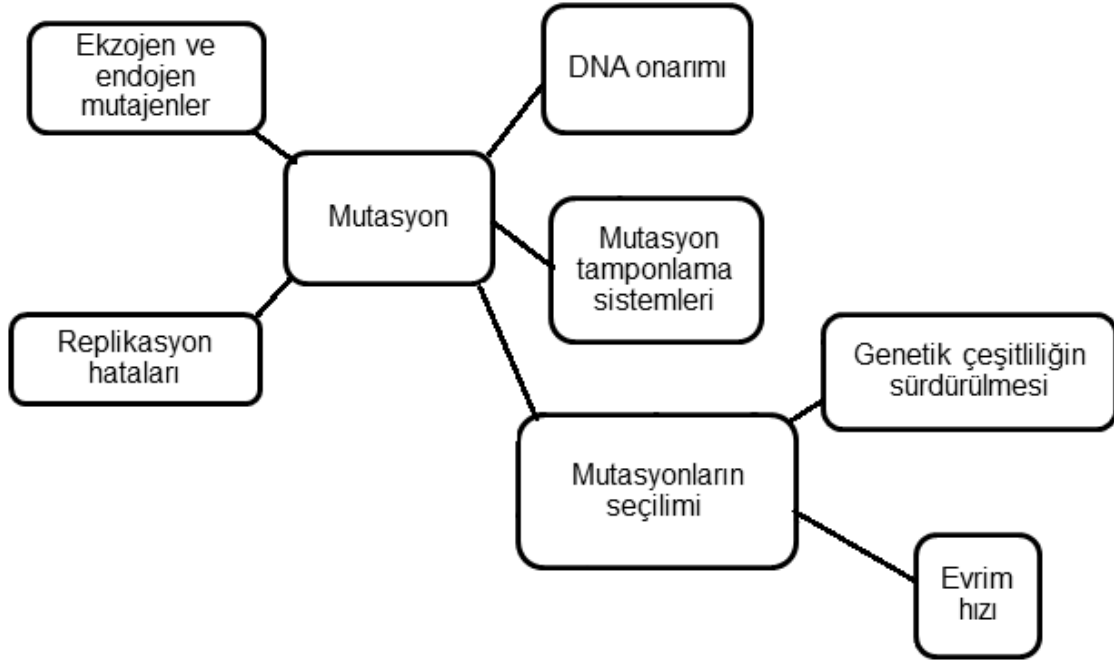 Ekzojen ve
endojen
mutajenler
DNA onarımı
Mutasyon
Mutasyon
tamponlama
sistemleri
Replikasyon
hataları
Genetik çeşitliliğin
sürdürülmesi
Mutasyonların
seçilimi
Evrim
hızı